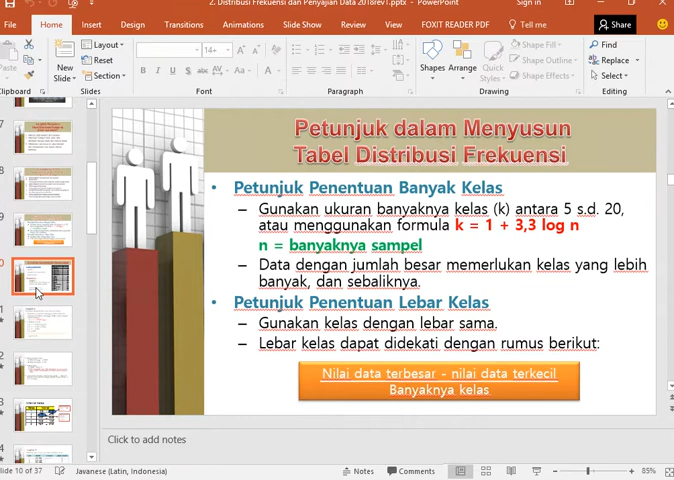 2. Distribusi Frekuensi dan Penyajian Data 2018rev1.pptx - PowerPoint
Sign in
File Home Insert Design Transitions Animations Slide Show Review View FOXIT READER PDF Tell me Share
Layout
Reset
Section
New
Slide
14
Shapes Arrange Quick
Styles
Shape Fill
Shape Outline
Shape Effects
Find
Replace
Select
Clipboard Slides Font Paragraph Drawing Editing
Petunjuk dalam Menyusun
Tabel Distribusi Frekuensi
• Petunjuk Penentuan Banyak Kelas
– Gunakan ukuran banyaknya kelas (k) antara 5 s.d. 20,
atau menggunakan formula k = 1 + 3,3 log n
n = banyaknya sampel
– Data dengan jumlah besar memerlukan kelas yang lebih
banyak, dan sebaliknya.
• Petunjuk Penentuan Lebar Kelas
– Gunakan kelas dengan lebar sama.
– Lebar kelas dapat didekati dengan rumus berikut:
Nilai data terbesar - nilai data terkecil
Banyaknya kelas
Click to add notes
Slide 10 of 37 Javanese (Latin, Indonesia) Notes Comments 85%